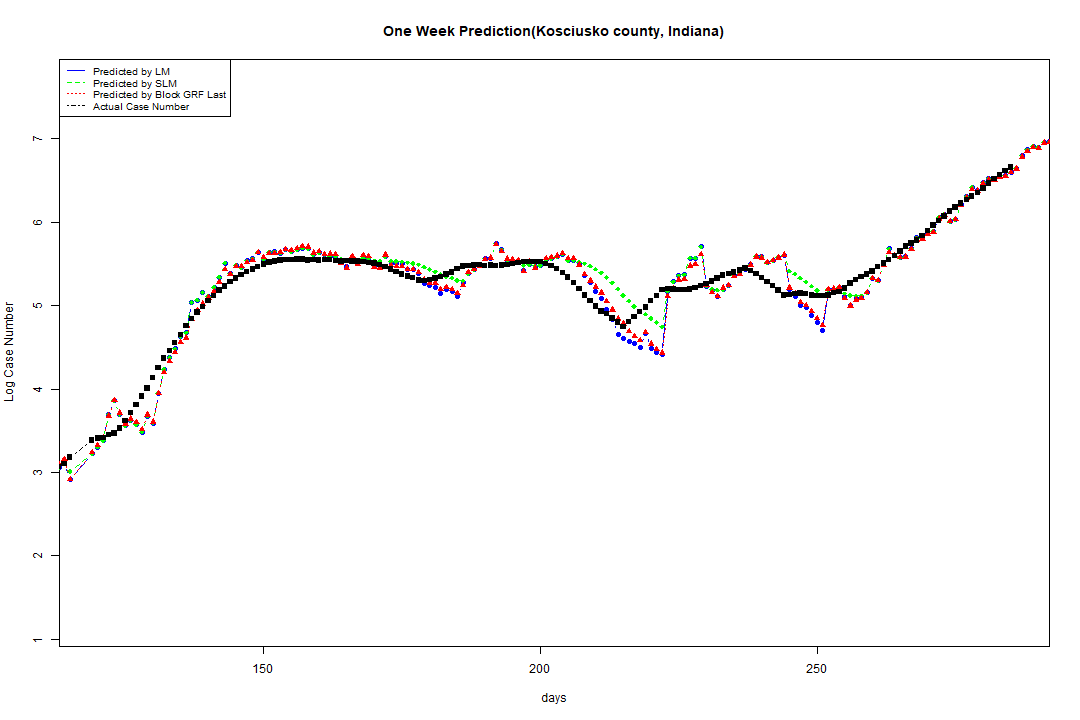 One Week Prediction(Kosciusko county, Indiana)
Predicted by LM
Predicted by SLM
Predicted by Block GRF Last
Actual Case Number
7
6
5
4
3
2
1
Log Case Number
150 200 250
days